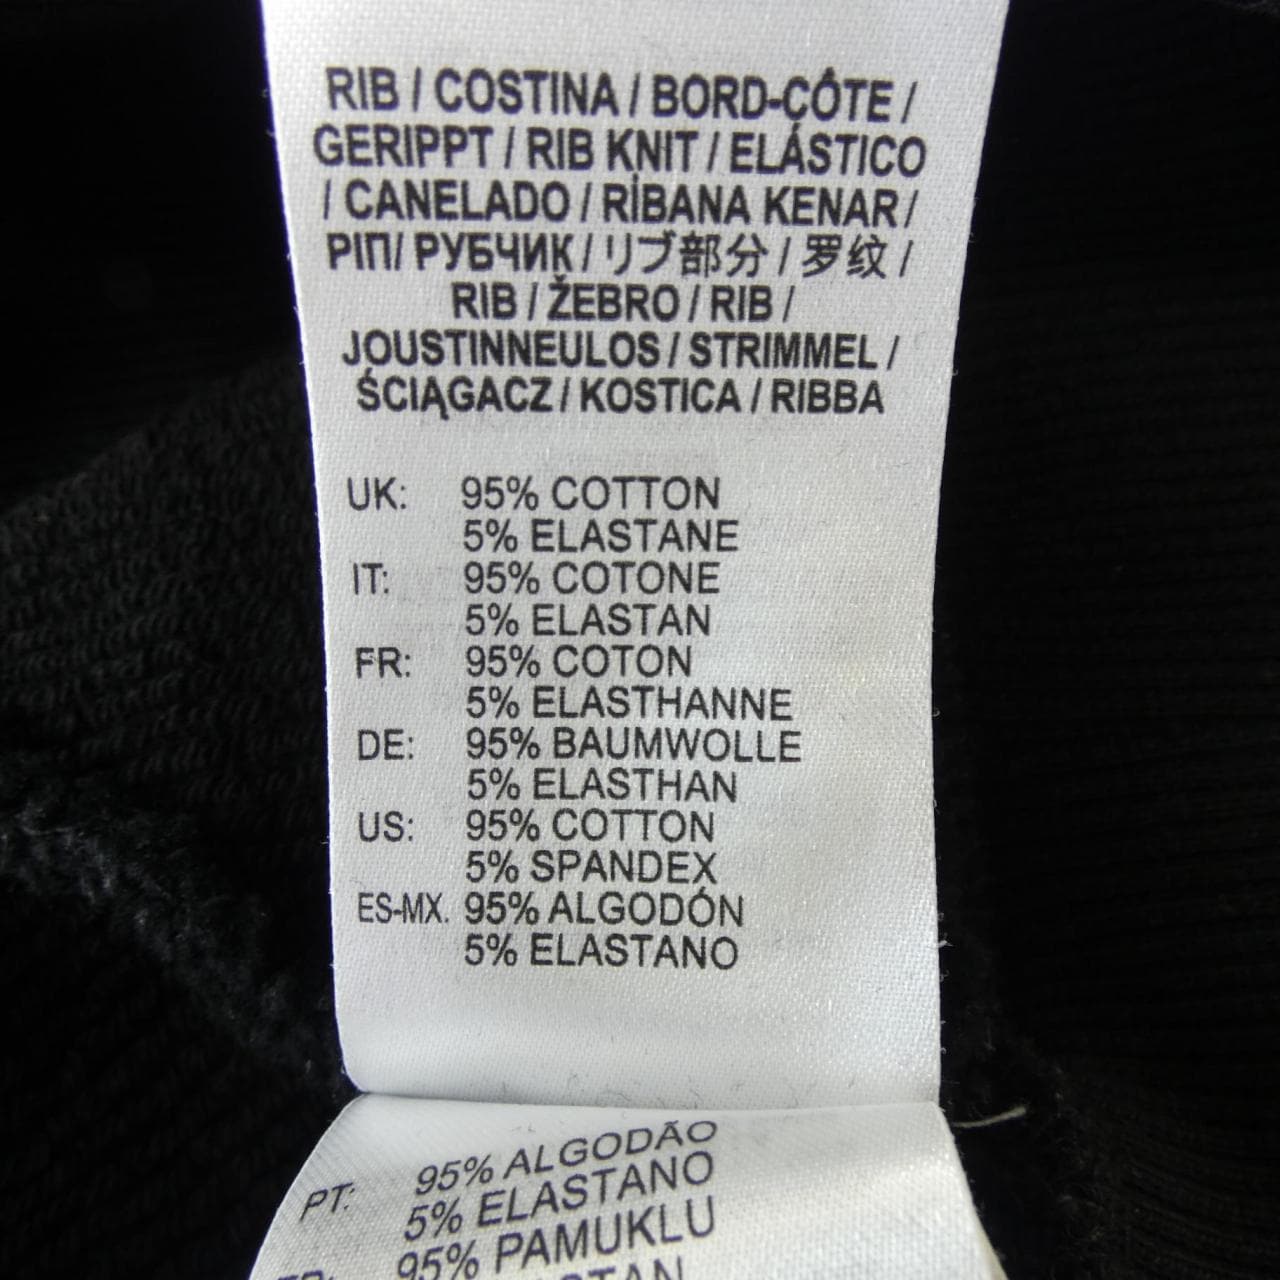 RIB / COSTINA / BORD-CÔTE /
GERIPPT / RIB KNIT / ELÁSTICO
/ CANELADO / RİBANA KENAR /
РІП/ РУБЧИК / リブ部分 / 罗纹 /
RIB / ŽEBRO / RIB /
JOUSTINNEULOS / STRIMMEL /
ŚCIĄGACZ / KOSTICA / RIBBA
UK: 95% COTTON
5% ELASTANE
IT: 95% COTONE
5% ELASTAN
FR: 95% COTON
5% ELASTHANNE
DE: 95% BAUMWOLLE
5% ELASTHAN
US: 95% COTTON
5% SPANDEX
ES-MX. 95% ALGODÓN
5% ELASTANO
PT: 95% ALGODÃO
5% ELASTANO
95% PAMUKLU